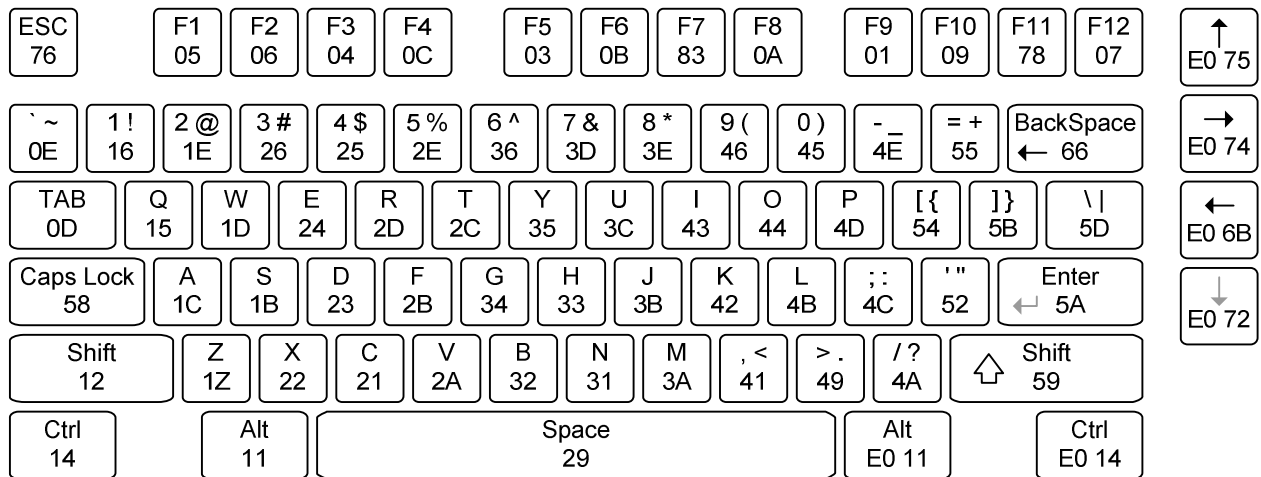 ESC F1 F2 F3 F4 F5 F6 F7 F8 F9 F10 F11 F12 ↑
76 05 06 04 0C 03 0B 83 0A 01 09 78 07 E0 75
` ~ 1 ! 2 @ 3 # 4 $ 5 % 6 ^ 7 & 8 * 9 ( 0 ) - _ = + BackSpace →
0E 16 1E 26 25 2E 36 3D 3E 46 45 4E 55 ← 66 E0 74
TAB Q W E R T Y U I O P [ { ] } \ | ←
0D 15 1D 24 2D 2C 35 3C 43 44 4D 54 5B 5D E0 6B
Caps Lock A S D F G H J K L ; : ' " Enter ↓
58 1C 1B 23 2B 34 33 3B 42 4B 4C 52 ↵ 5A E0 72
Shift Z X C V B N M , < > . / ? ⇧ Shift
12 1Z 22 21 2A 32 31 3A 41 49 4A 59
Ctrl Alt Space Alt Ctrl
14 11 29 E0 11 E0 14